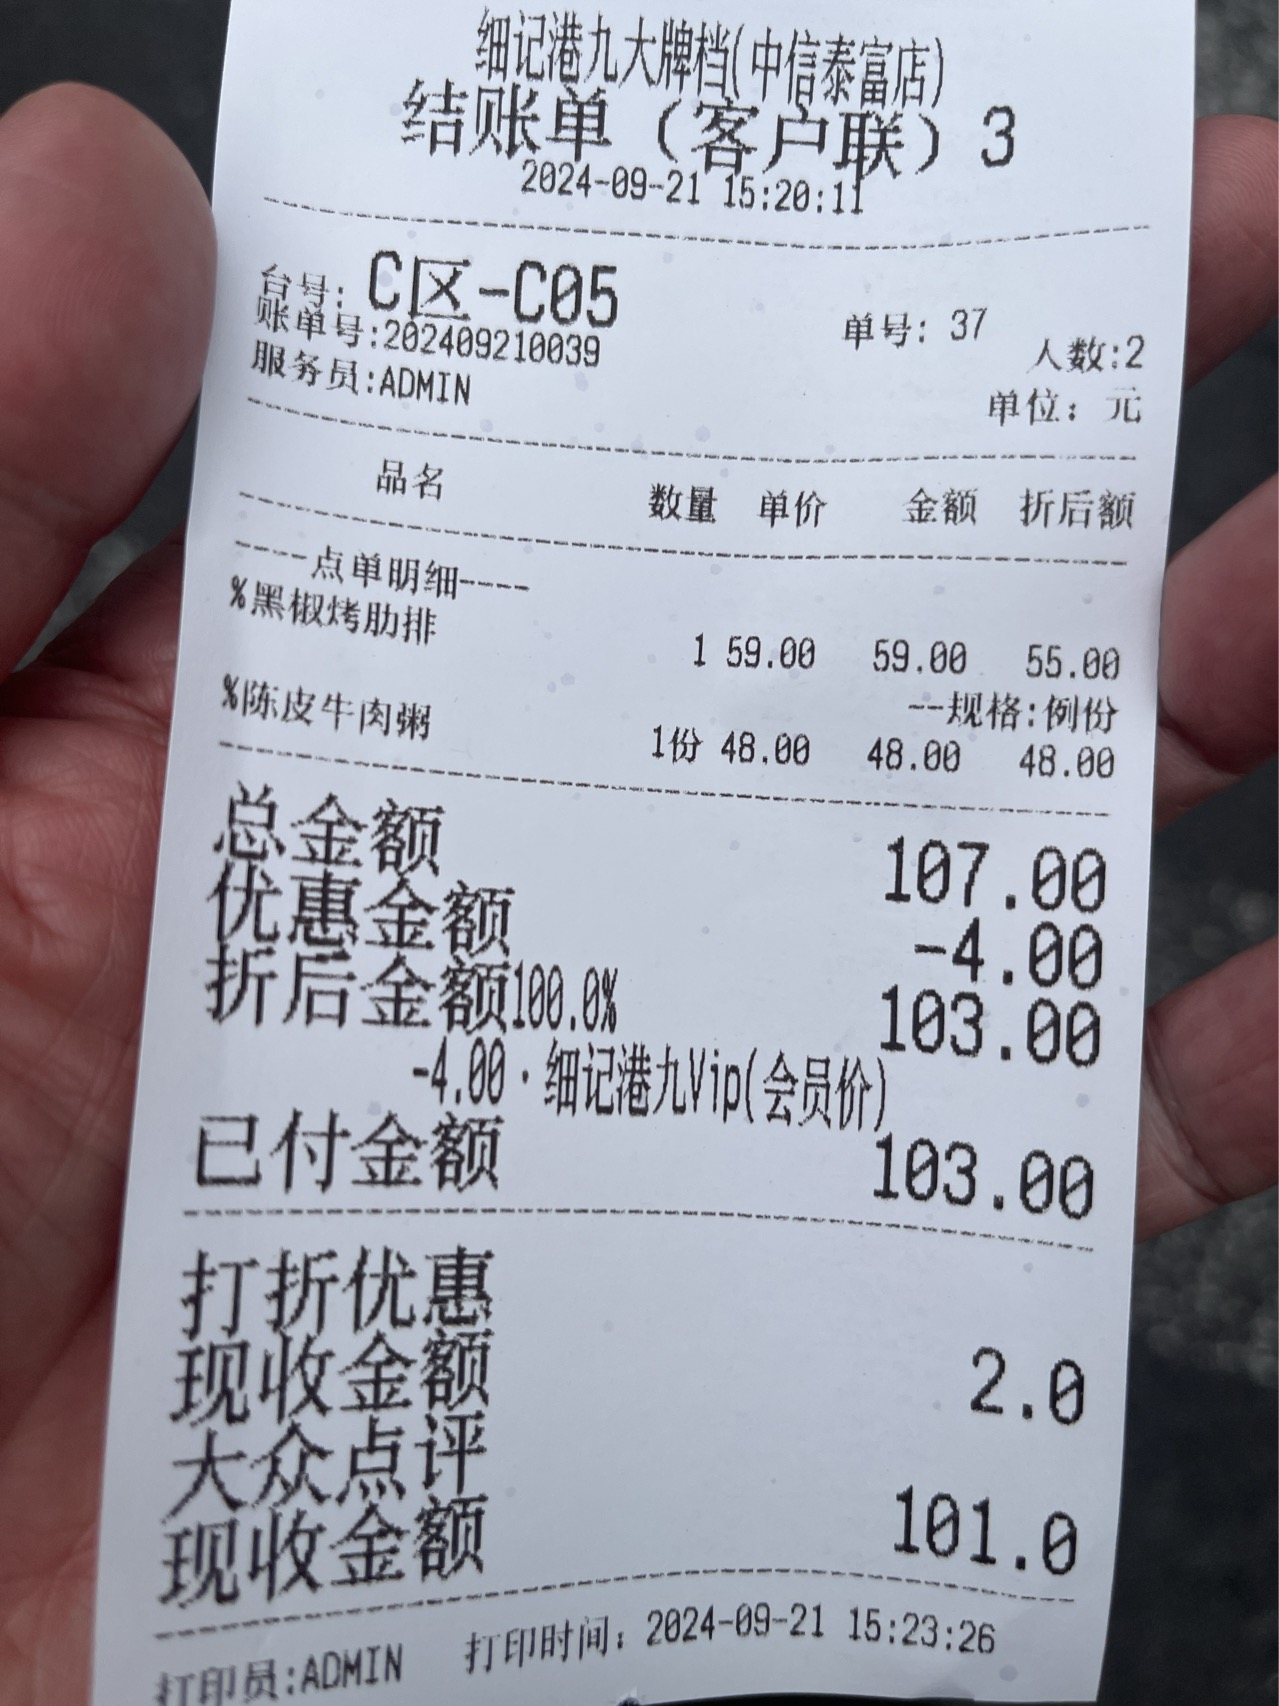 细记港九大牌档(中信泰富店)
结账单（客户联）3
2024-09-21 15:20:11
台号: C区-C05 单号: 37
账单号:202409210039 人数:2
服务员:ADMIN 单位: 元
品名 数量 单价 金额 折后额
----点单明细----
%黑椒烤肋排
1 59.00 59.00 55.00
--规格:例份
%陈皮牛肉粥
1份 48.00 48.00 48.00
总金额 107.00
优惠金额 -4.00
折后金额100.0% 103.00
-4.00·细记港九Vip(会员价)
已付金额 103.00
打折优惠
现收金额 2.0
大众点评
现收金额 101.0
打印员:ADMIN 打印时间: 2024-09-21 15:23:26